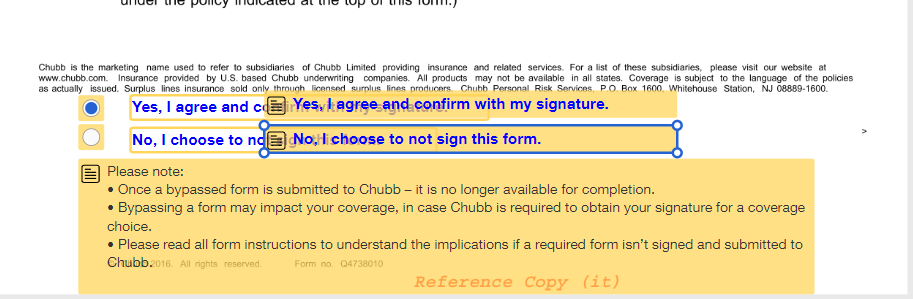 under the policy indicated at the top of this form.)
Chubb is the marketing name used to refer to subsidiaries of Chubb Limited providing insurance and related services. For a list of these subsidiaries, please visit our website at
www.chubb.com. Insurance provided by U.S. based Chubb underwriting companies. All products may not be available in all states. Coverage is subject to the language of the policies
as actually issued. Surplus lines insurance sold only through licensed surplus lines producers. Chubb Personal Risk Services, P.O. Box 1600, Whitehouse Station, NJ 08889-1600.
Yes, I agree and confirm with my signature.
Yes, I agree and confirm with my signature.
No, I choose to not sign this form.
No, I choose to not sign this form.
>
Please note:
• Once a bypassed form is submitted to Chubb – it is no longer available for completion.
• Bypassing a form may impact your coverage, in case Chubb is required to obtain your signature for a coverage
choice.
• Please read all form instructions to understand the implications if a required form isn't signed and submitted to
Chubb.
2016. All rights reserved. Form no. Q4738010
Reference Copy (it)